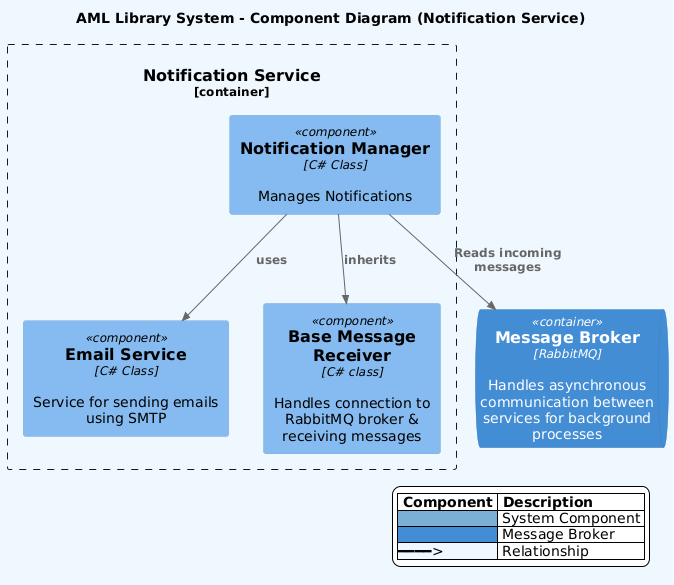 AML Library System - Component Diagram (Notification Service)
Notification Service
[container]
«component»
Notification Manager
[C# Class]
Manages Notifications
uses
inherits
Reads incoming
messages
«component»
Email Service
[C# Class]
Service for sending emails
using SMTP
«component»
Base Message
Receiver
[C# class]
Handles connection to
RabbitMQ broker &
receiving messages
«container»
Message Broker
[RabbitMQ]
Handles asynchronous
communication between
services for background
processes
Component Description
System Component
Message Broker
━━━━> Relationship